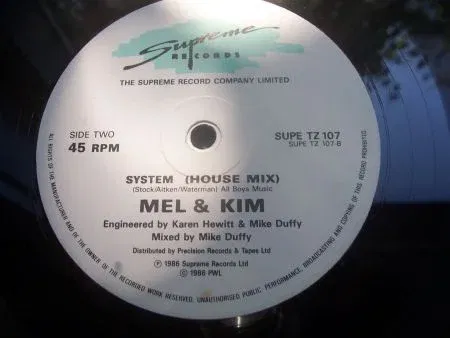 Supreme
RECORDS
THE SUPREME RECORD COMPANY LIMITED
SIDE TWO
45 RPM
SUPE TZ 107
SUPE TZ 107-B
SYSTEM (HOUSE MIX)
(Stock/Aitken/Waterman) All Boys Music
MEL & KIM
Engineered by Karen Hewitt & Mike Duffy
Mixed by Mike Duffy
Distributed by Precision Records & Tapes Ltd
℗ 1986 Supreme Records Ltd
© 1986 PWL
ALL RIGHTS OF THE MANUFACTURER AND OF THE OWNER OF THE RECORDED WORK RESERVED. UNAUTHORISED PUBLIC PERFORMANCE, BROADCASTING AND COPYING OF THIS RECORD PROHIBITED